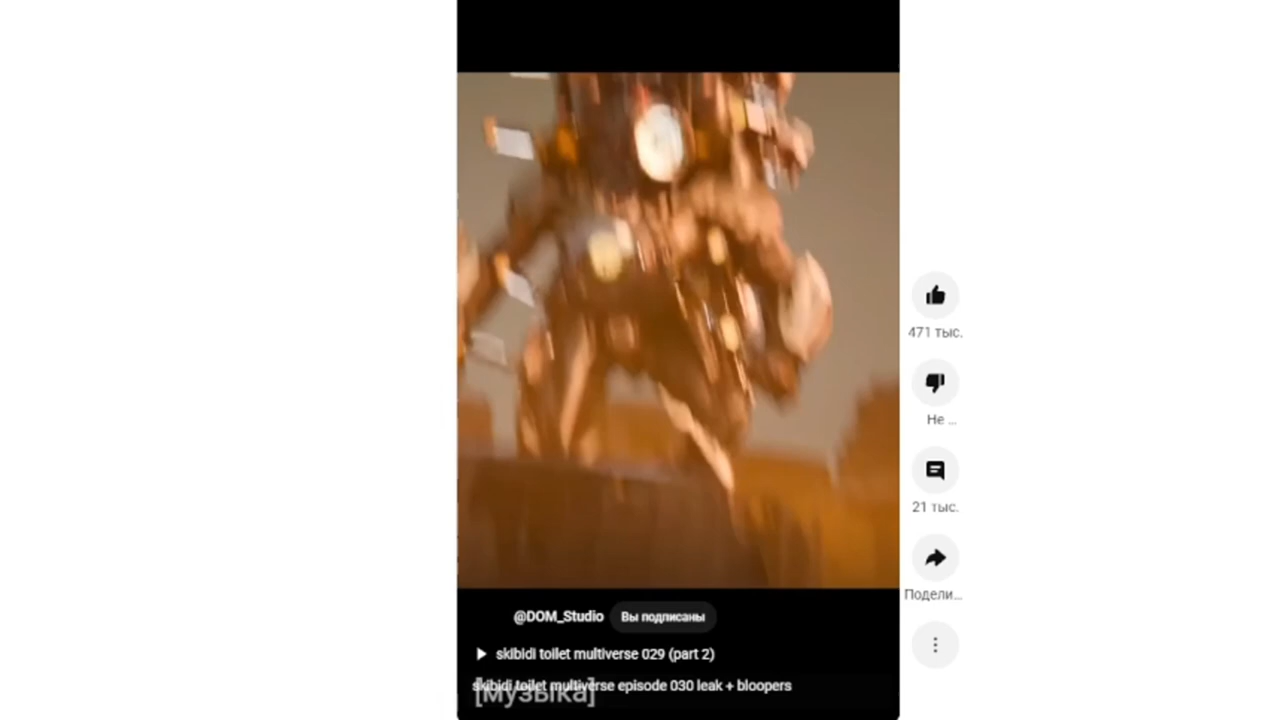 471 тыс.
Не ...
21 тыс.
Подели...
@DOM_Studio Вы подписаны
skibidi toilet multiverse 029 (part 2)
skibidi toilet multiverse episode 030 leak + bloopers
[музыка]